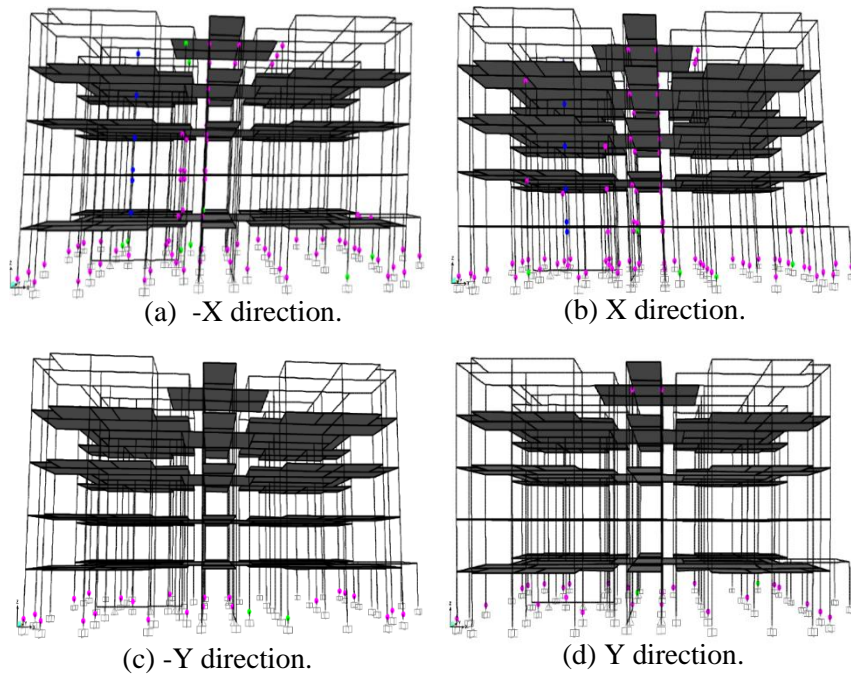 (a) -X direction.
(b) X direction.
(c) -Y direction.
(d) Y direction.